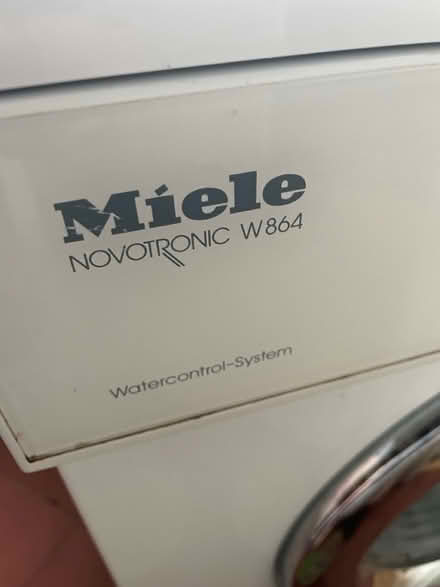 Miele
NOVOTRONIC W864
Watercontrol-System